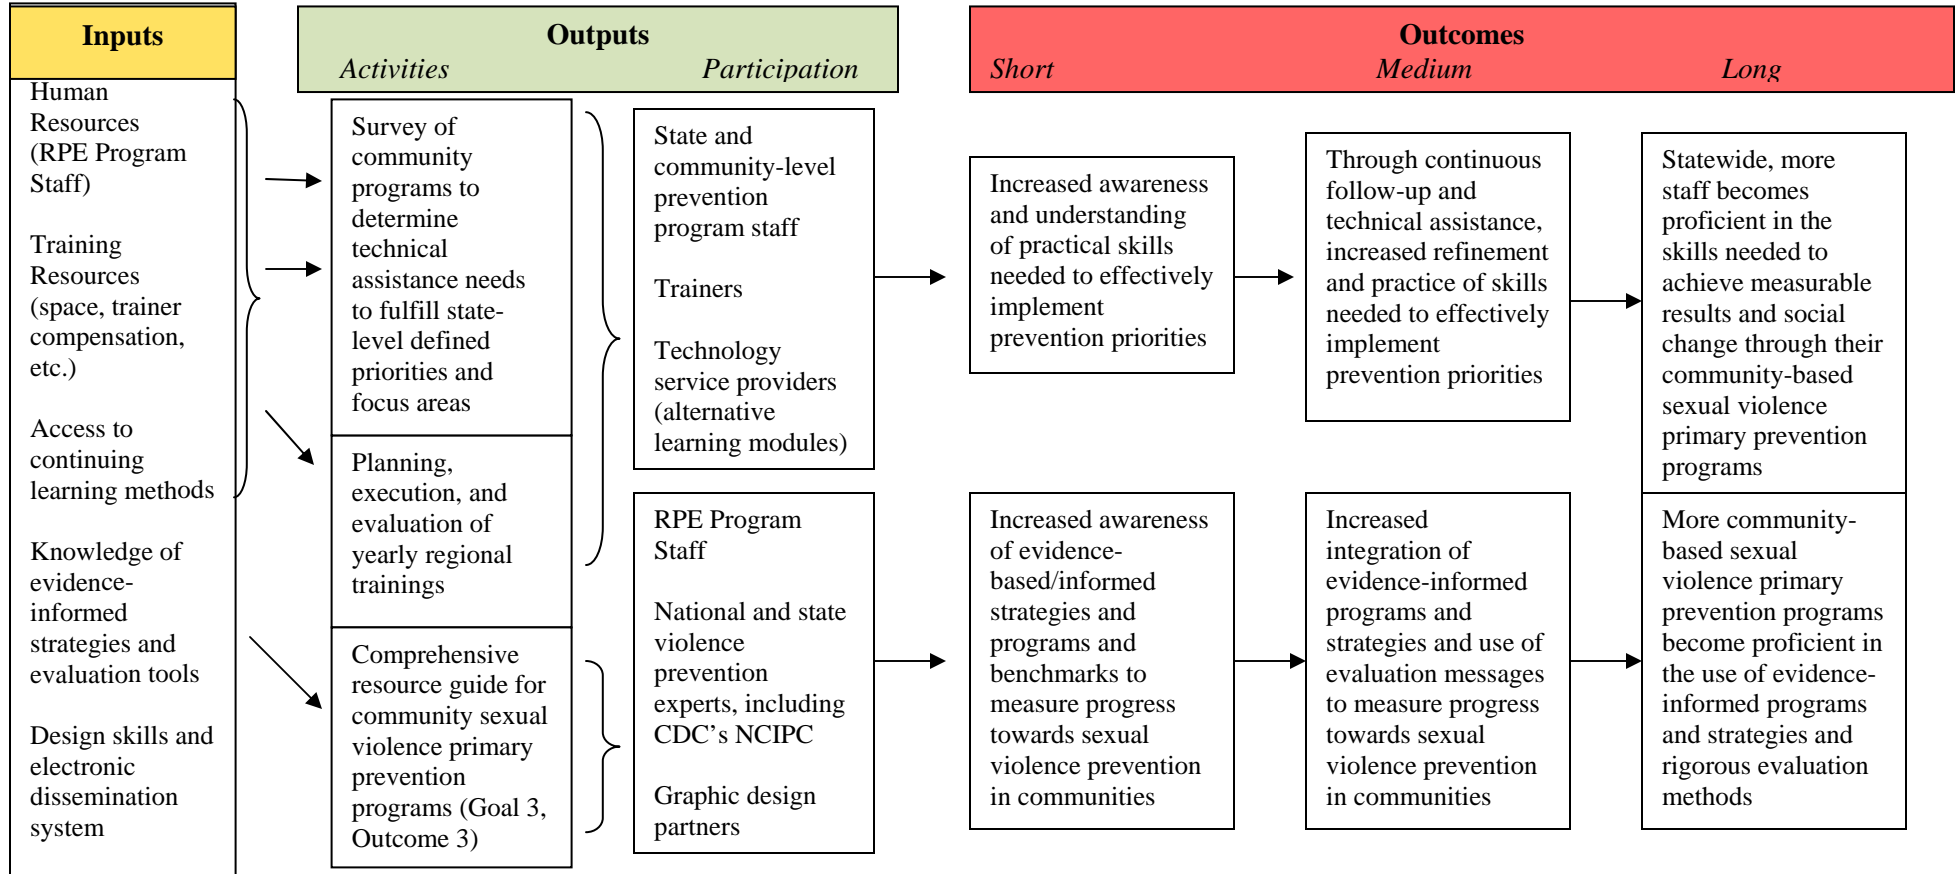 Inputs
Human
Resources
(RPE Program
Staff)
Training
Resources
(space, trainer
compensation,
etc.)
Access to
continuing
learning methods
Knowledge of
evidence-
informed
strategies and
evaluation tools
Design skills and
electronic
dissemination
system
Outputs
Activities
Participation
Survey of
community
programs to
determine
technical
assistance needs
to fulfill state-
level defined
priorities and
focus areas
Planning,
execution, and
evaluation of
yearly regional
trainings
Comprehensive
resource guide for
community sexual
violence primary
prevention
programs (Goal 3,
Outcome 3)
State and
community-level
prevention
program staff
Trainers
Technology
service providers
(alternative
learning modules)
RPE Program
Staff
National and state
violence
prevention
experts, including
CDC’s NCIPC
Graphic design
partners
Outcomes
Short
Medium
Long
Increased awareness
and understanding
of practical skills
needed to effectively
implement
prevention priorities
Through continuous
follow-up and
technical assistance,
increased refinement
and practice of skills
needed to effectively
implement
prevention priorities
Statewide, more
staff becomes
proficient in the
skills needed to
achieve measurable
results and social
change through their
community-based
sexual violence
primary prevention
programs
Increased awareness
of evidence-
based/informed
strategies and
programs and
benchmarks to
measure progress
towards sexual
violence prevention
in communities
Increased
integration of
evidence-informed
programs and
strategies and use of
evaluation messages
to measure progress
towards sexual
violence prevention
in communities
More community-
based sexual
violence primary
prevention programs
become proficient in
the use of evidence-
informed programs
and strategies and
rigorous evaluation
methods